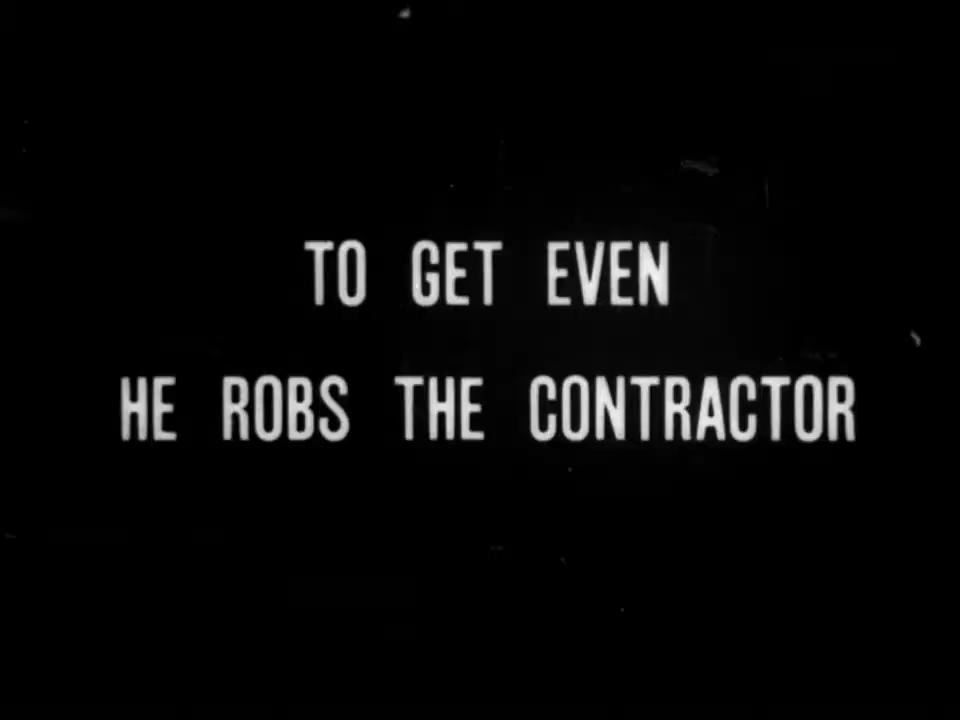 TO GET EVEN
HE ROBS THE CONTRACTOR